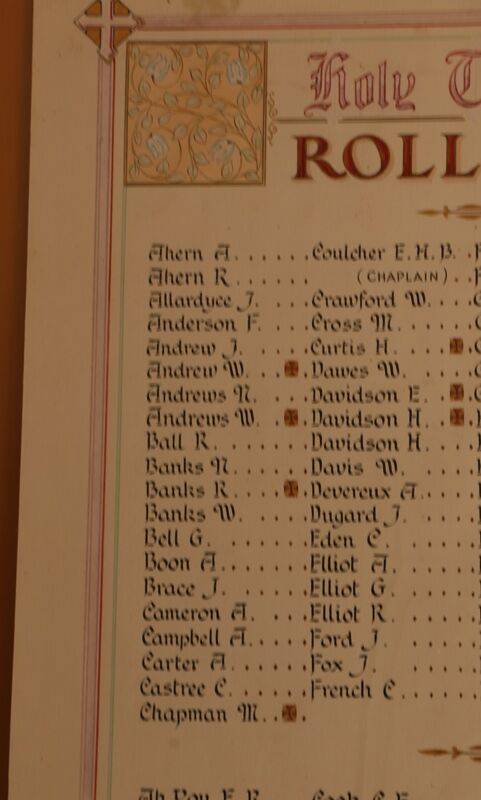 Holy T
ROLL
Ahern A.......Coulcher E.H.B..
Ahern R...... (CHAPLAIN)..
Allardyce J. ....Crawford W....
Anderson F. ....Cross M.......
Andrew J. .....Curtis H. ....✠.
Andrew W. ..✠.Dawes W. ....
Andrews N. ....Davidson E. ..✠.
Andrews W. ..✠.Davidson H. ..✠.
Ball R. .......Davidson H. ....
Banks N. .....Davis W. ....
Banks R. ...✠.Devereux A.....
Banks W. .....Dugard J. ....
Bell G. ......Eden C. .....
Boon A.......Elliot A. .....
Brace J. ......Elliot G. .....
Cameron A. ....Elliot R. .....
Campbell A.....Ford J. .....
Carter A.......Fox J. .....
Castree C.......French C.......
Chapman M..✠.